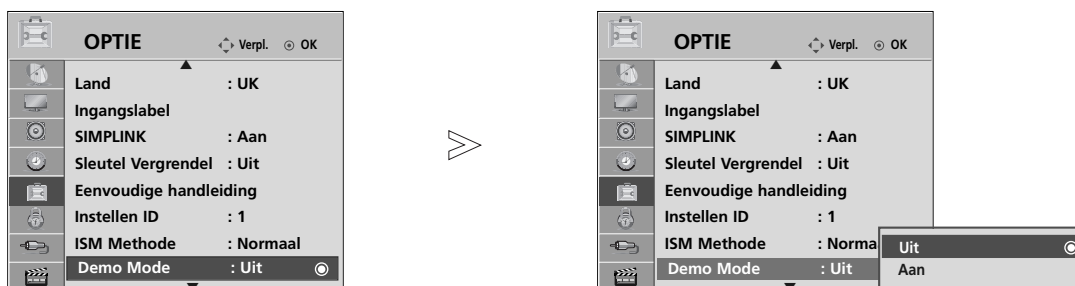 OPTIE Verpl. OK
Land : UK
Ingangslabel
SIMPLINK : Aan
Sleutel Vergrendel : Uit
Eenvoudige handleiding
Instellen ID : 1
ISM Methode : Normaal
Demo Mode : Uit
OPTIE Verpl. OK
Land : UK
Ingangslabel
SIMPLINK : Aan
Sleutel Vergrendel : Uit
Eenvoudige handleiding
Instellen ID : 1
ISM Methode : Norma
Demo Mode : Uit
Uit
Aan